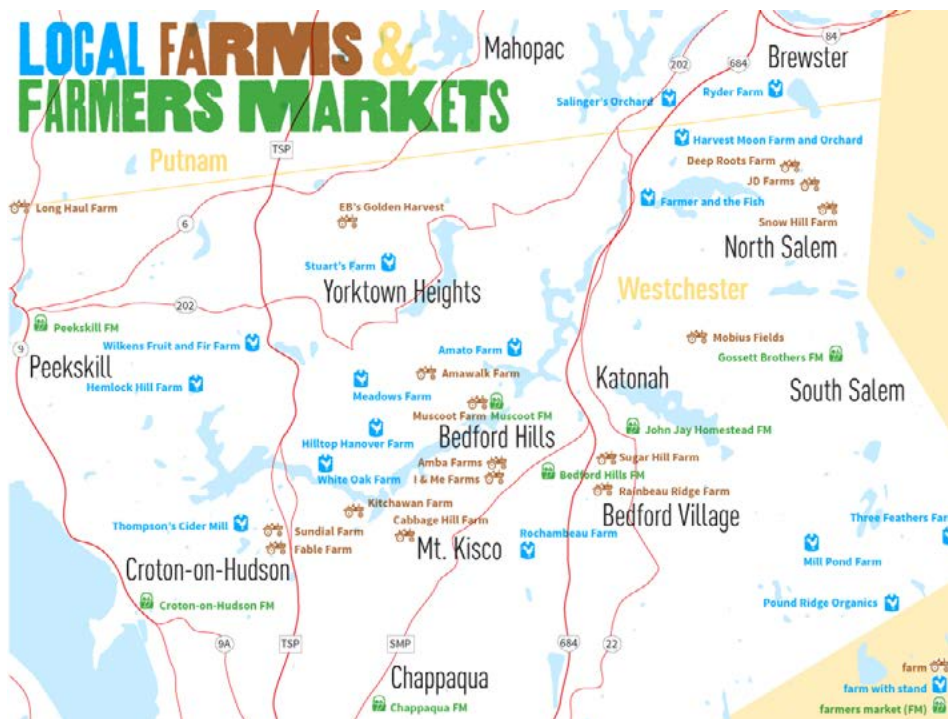 LOCAL FARMS &
FARMERS MARKETS
Mahopac
84
Brewster
202
684
Ryder Farm
Salinger's Orchard
Harvest Moon Farm and Orchard
TSP
Putnam
Deep Roots Farm
JD Farms
Long Haul Farm
EB's Golden Harvest
Farmer and the Fish
Snow Hill Farm
6
North Salem
Stuart's Farm
Yorktown Heights
Westchester
202
Peekskill FM
Wilkens Fruit and Fir Farm
Mobius Fields
9
Amato Farm
Gossett Brothers FM
Peekskill
Amawalk Farm
Katonah
Hemlock Hill Farm
South Salem
Meadows Farm
Muscoot Farm Muscoot FM
John Jay Homestead FM
Hilltop Hanover Farm
Bedford Hills
Amba Farms
Sugar Hill Farm
White Oak Farm
I & Me Farms
Bedford Hills FM
Rainbeau Ridge Farm
Kitchawan Farm
Cabbage Hill Farm
Bedford Village
Three Feathers Far
Thompson's Cider Mill
Sundial Farm
Rochambeau Farm
Fable Farm
Mt. Kisco
Mill Pond Farm
Croton-on-Hudson
Croton-on-Hudson FM
Pound Ridge Organics
9A
TSP
SMP
684
22
Chappaqua
Chappaqua FM
farm
farm with stand
farmers market (FM)